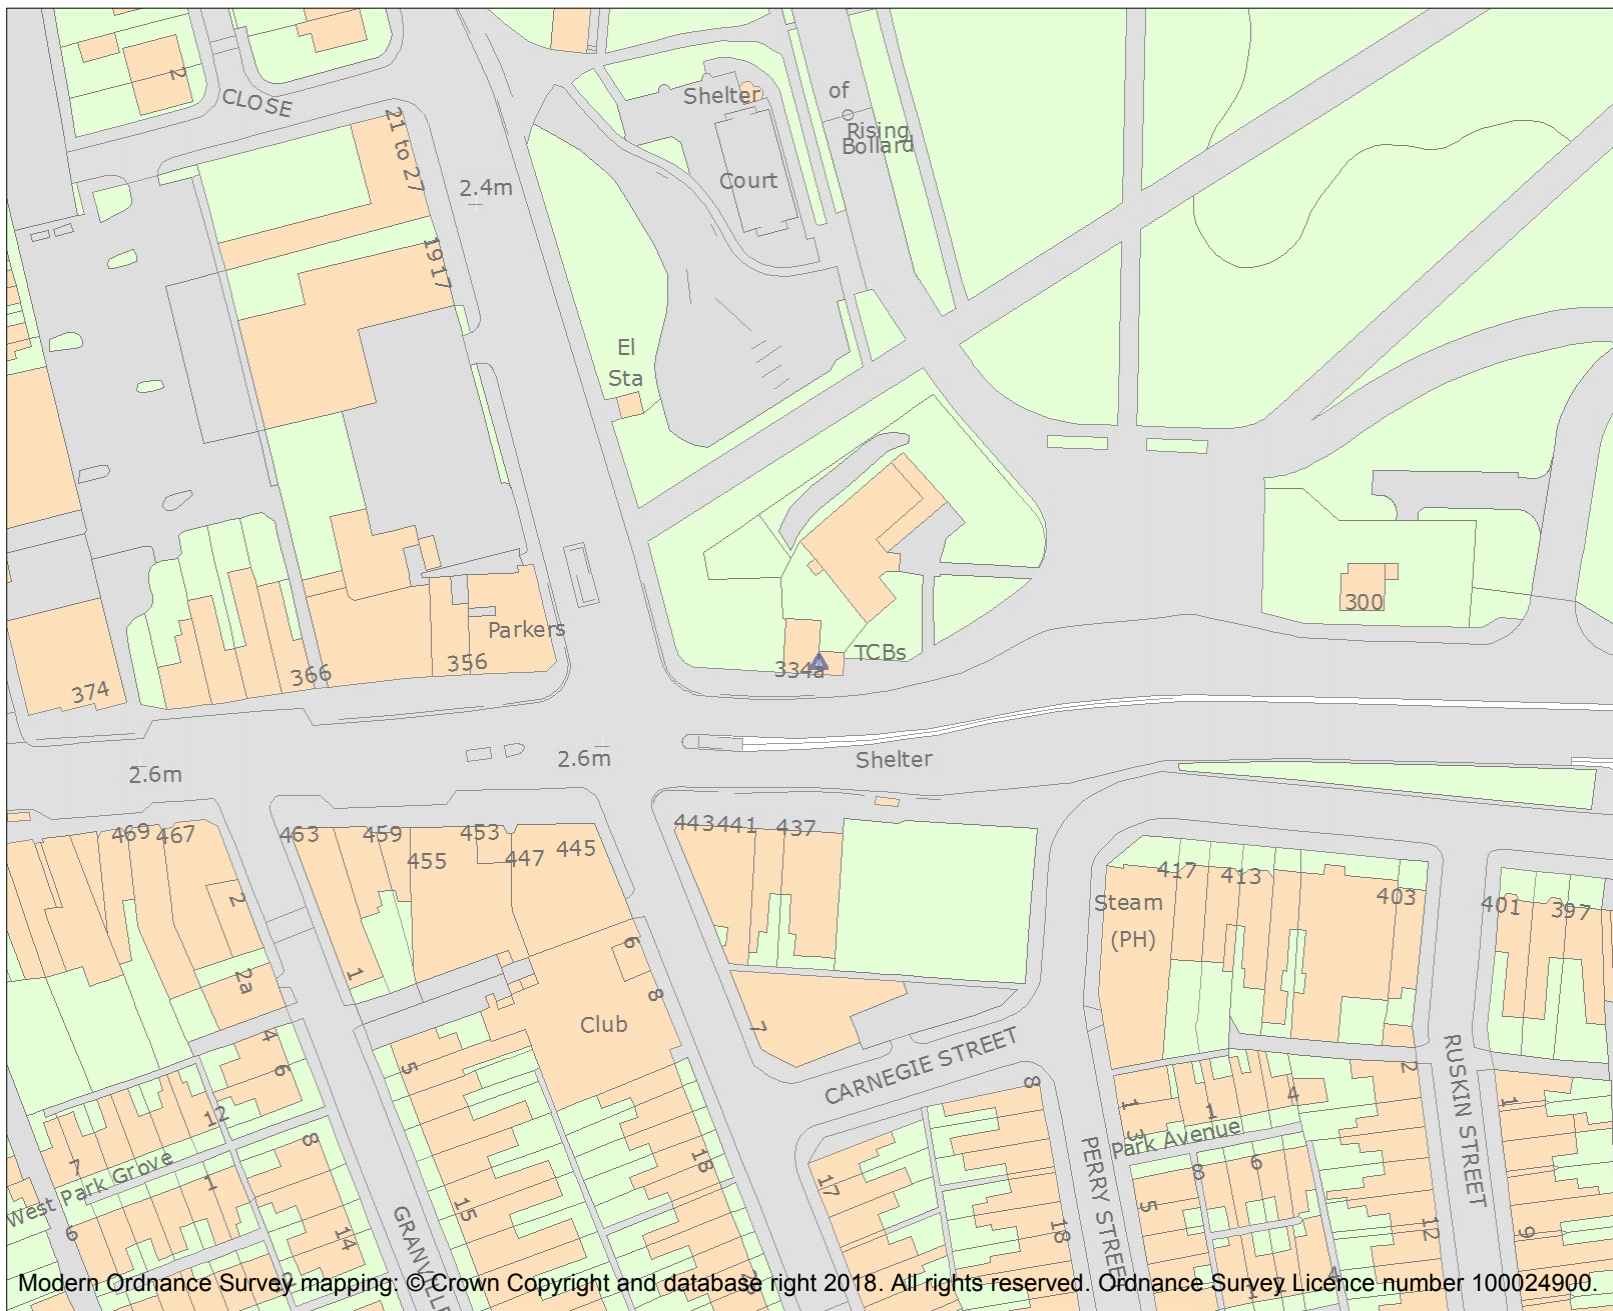 2
CLOSE
Shelter
of
Rising
Bollard
21 to 27
2.4m
Court
1917
El
Sta
300
Parkers
TCBs
334a
356
366
374
2.6m
2.6m
Shelter
469
467
463
459
455
453
447
445
443
441
437
417
413
403
401
397
Steam
(PH)
2
2a
1
6
8
Club
7
4
6
5
CARNEGIE STREET
8
2
1
1
3
1
4
Park Avenue
RUSKIN STREET
12
7
West Park Grove
1
6
8
14
15
18
17
18
PERRY STREE
5
8
6
12
9
GRANVILLE
4
1
Modern Ordnance Survey mapping: © Crown Copyright and database right 2018. All rights reserved. Ordnance Survey Licence number 100024900.